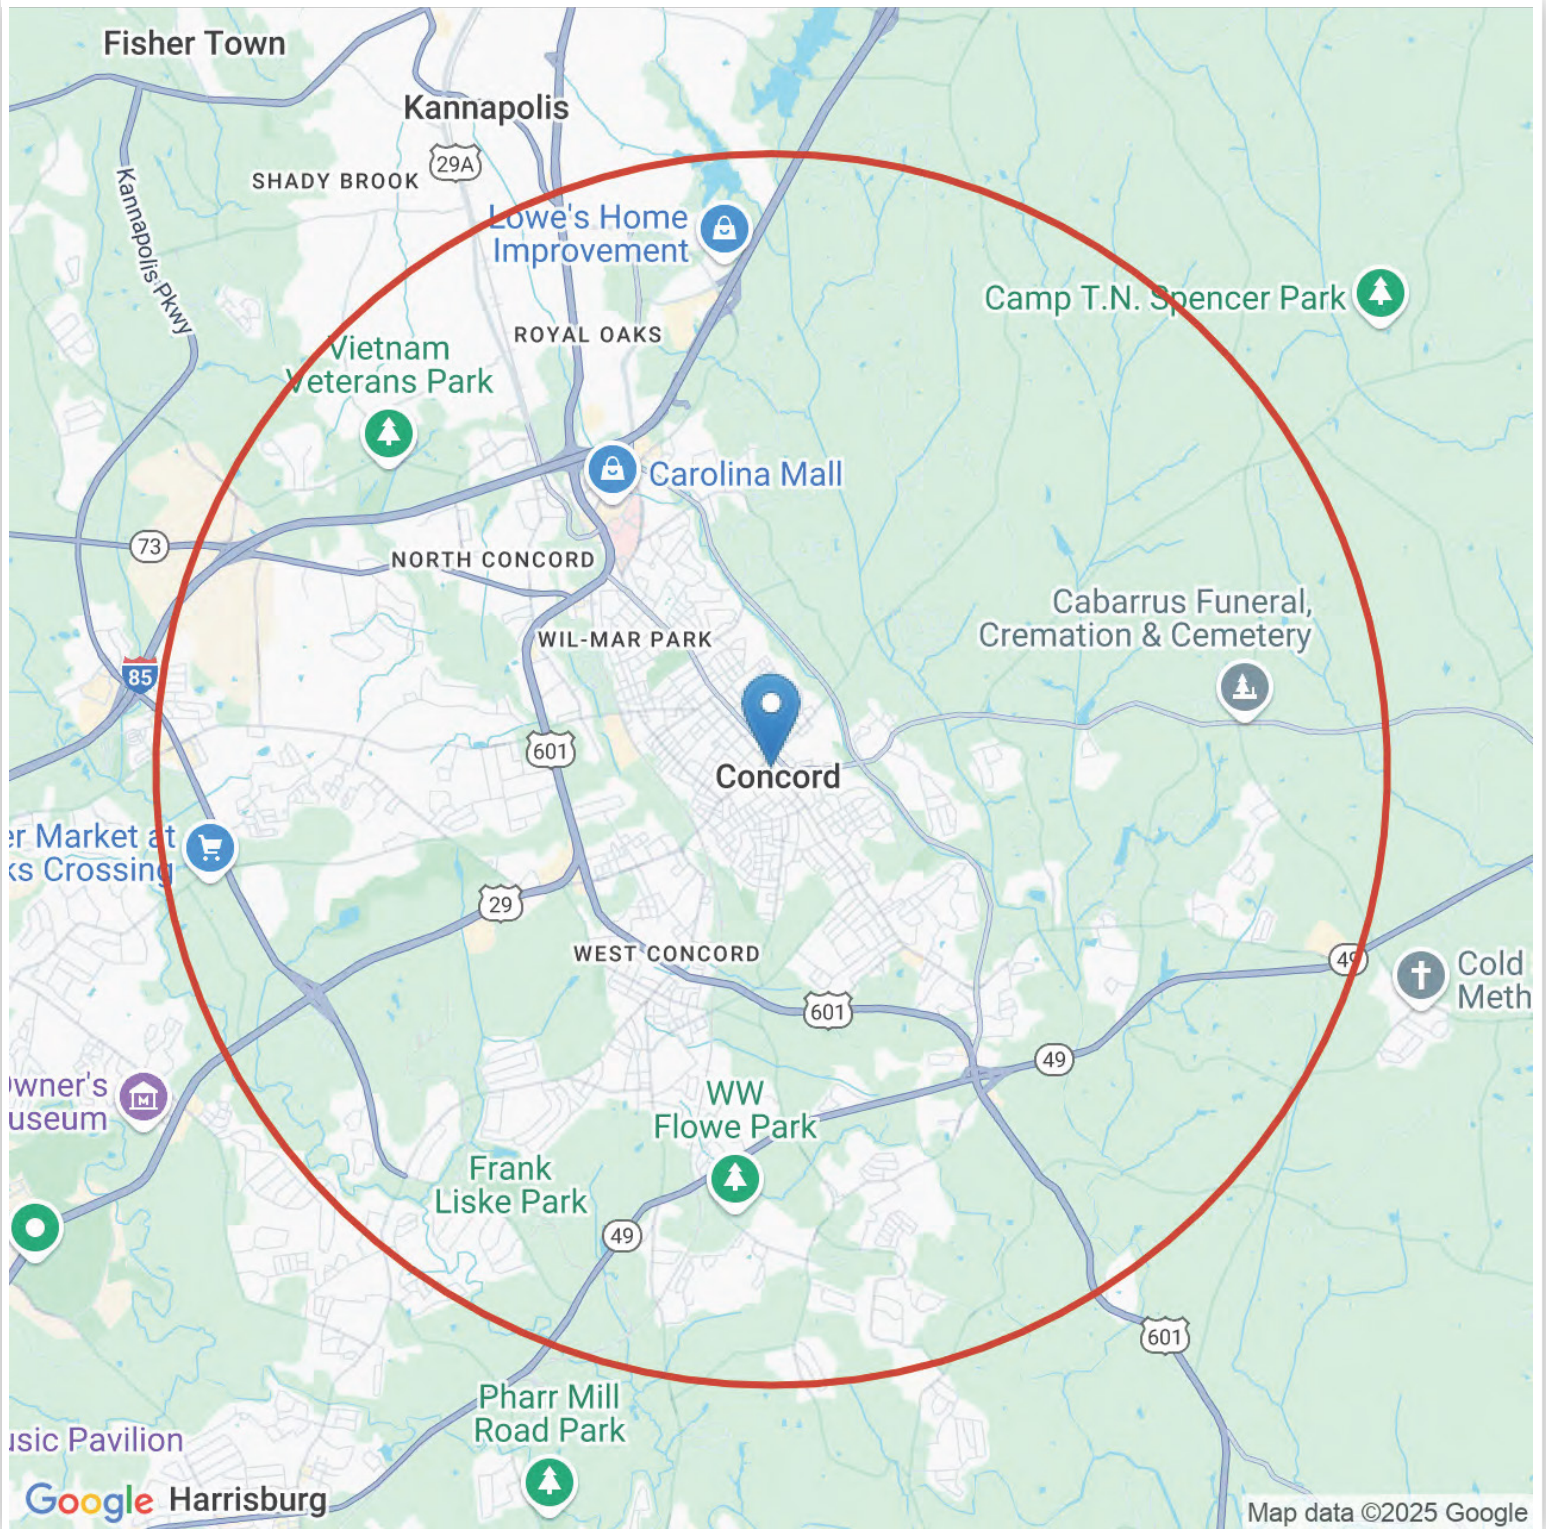 Fisher Town
Kannapolis
29A
SHADY BROOK
Kannapolis Pkwy
Lowe's Home
Improvement
Camp T.N. Spencer Park
ROYAL OAKS
Vietnam
Veterans Park
Carolina Mall
73
NORTH CONCORD
Cabarrus Funeral,
Cremation & Cemetery
WIL-MAR PARK
85
601
Concord
er Market at
ks Crossing
29
WEST CONCORD
49
Cold
Meth
601
49
wner's
useum
WW
Flowe Park
Frank
Liske Park
49
601
Pharr Mill
Road Park
usic Pavilion
Google
Harrisburg
Map data ©2025 Google